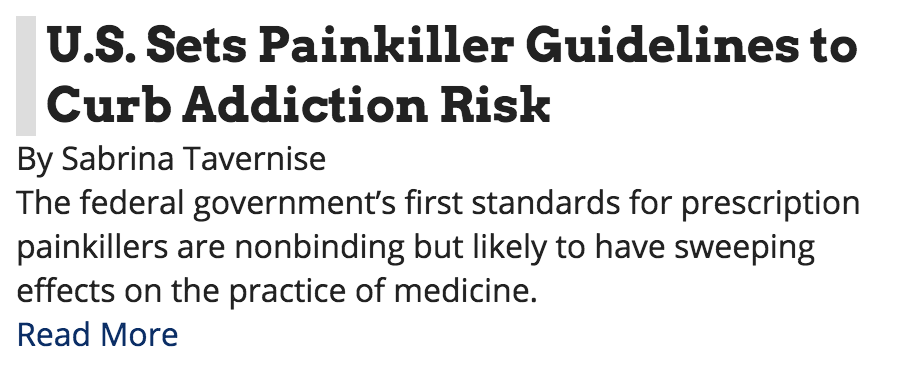 U.S. Sets Painkiller Guidelines to
Curb Addiction Risk
By Sabrina Tavernise
The federal government’s first standards for prescription
painkillers are nonbinding but likely to have sweeping
effects on the practice of medicine.
Read More